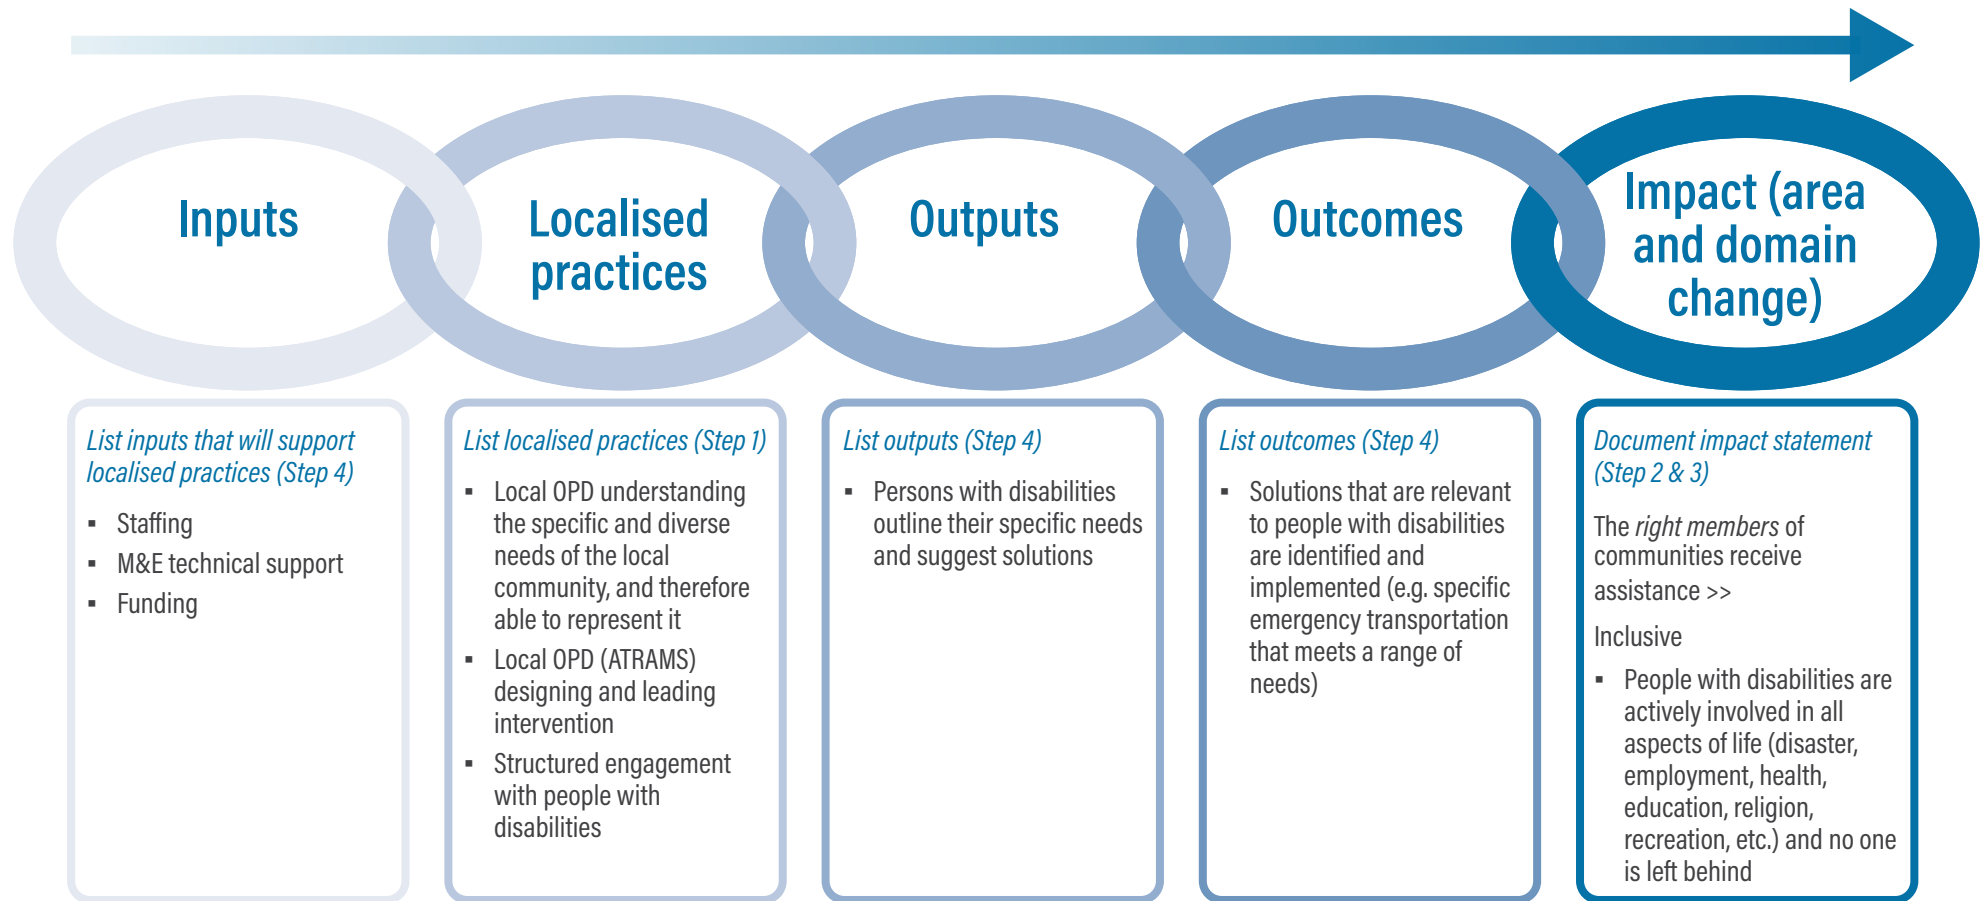 Inputs
Localised
practices
Outputs
Outcomes
Impact (area
and domain
change)
List inputs that will support
localised practices (Step 4)
▪ Staffing
▪ M&E technical support
▪ Funding
List localised practices (Step 1)
▪ Local OPD understanding
the specific and diverse
needs of the local
community, and therefore
able to represent it
▪ Local OPD (ATRAMS)
designing and leading
intervention
▪ Structured engagement
with people with
disabilities
List outputs (Step 4)
▪ Persons with disabilities
outline their specific needs
and suggest solutions
List outcomes (Step 4)
▪ Solutions that are relevant
to people with disabilities
are identified and
implemented (e.g. specific
emergency transportation
that meets a range of
needs)
Document impact statement
(Step 2 & 3)
The right members of
communities receive
assistance >>
Inclusive
▪ People with disabilities are
actively involved in all
aspects of life (disaster,
employment, health,
education, religion,
recreation, etc.) and no one
is left behind